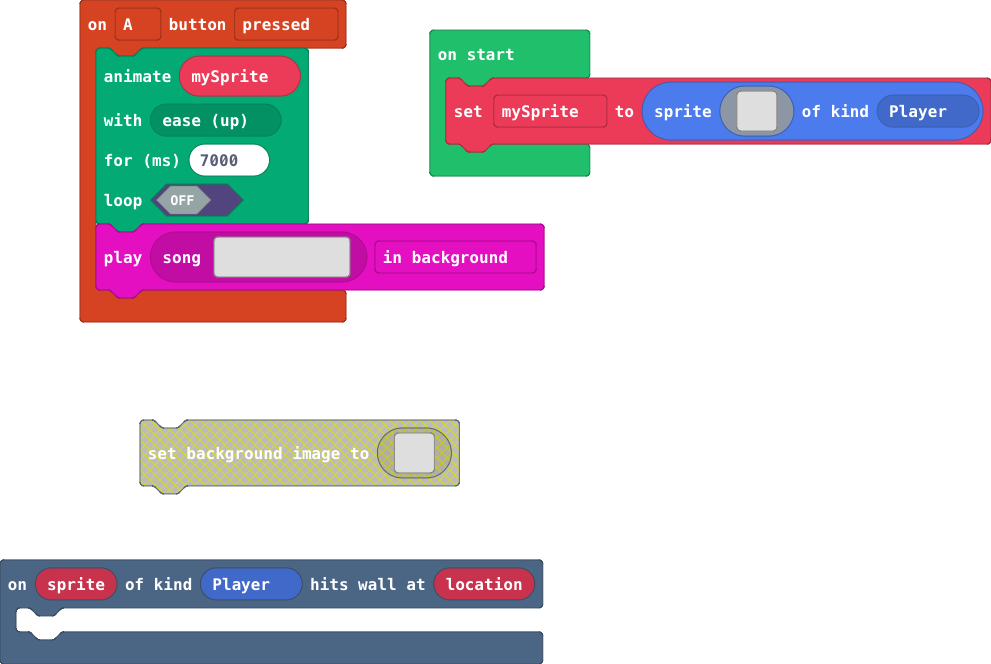 on A button pressed
animate mySprite
with ease (up)
for (ms) 7000
loop OFF
play song in background
on start
set mySprite to sprite of kind Player
set background image to
on sprite of kind Player hits wall at location